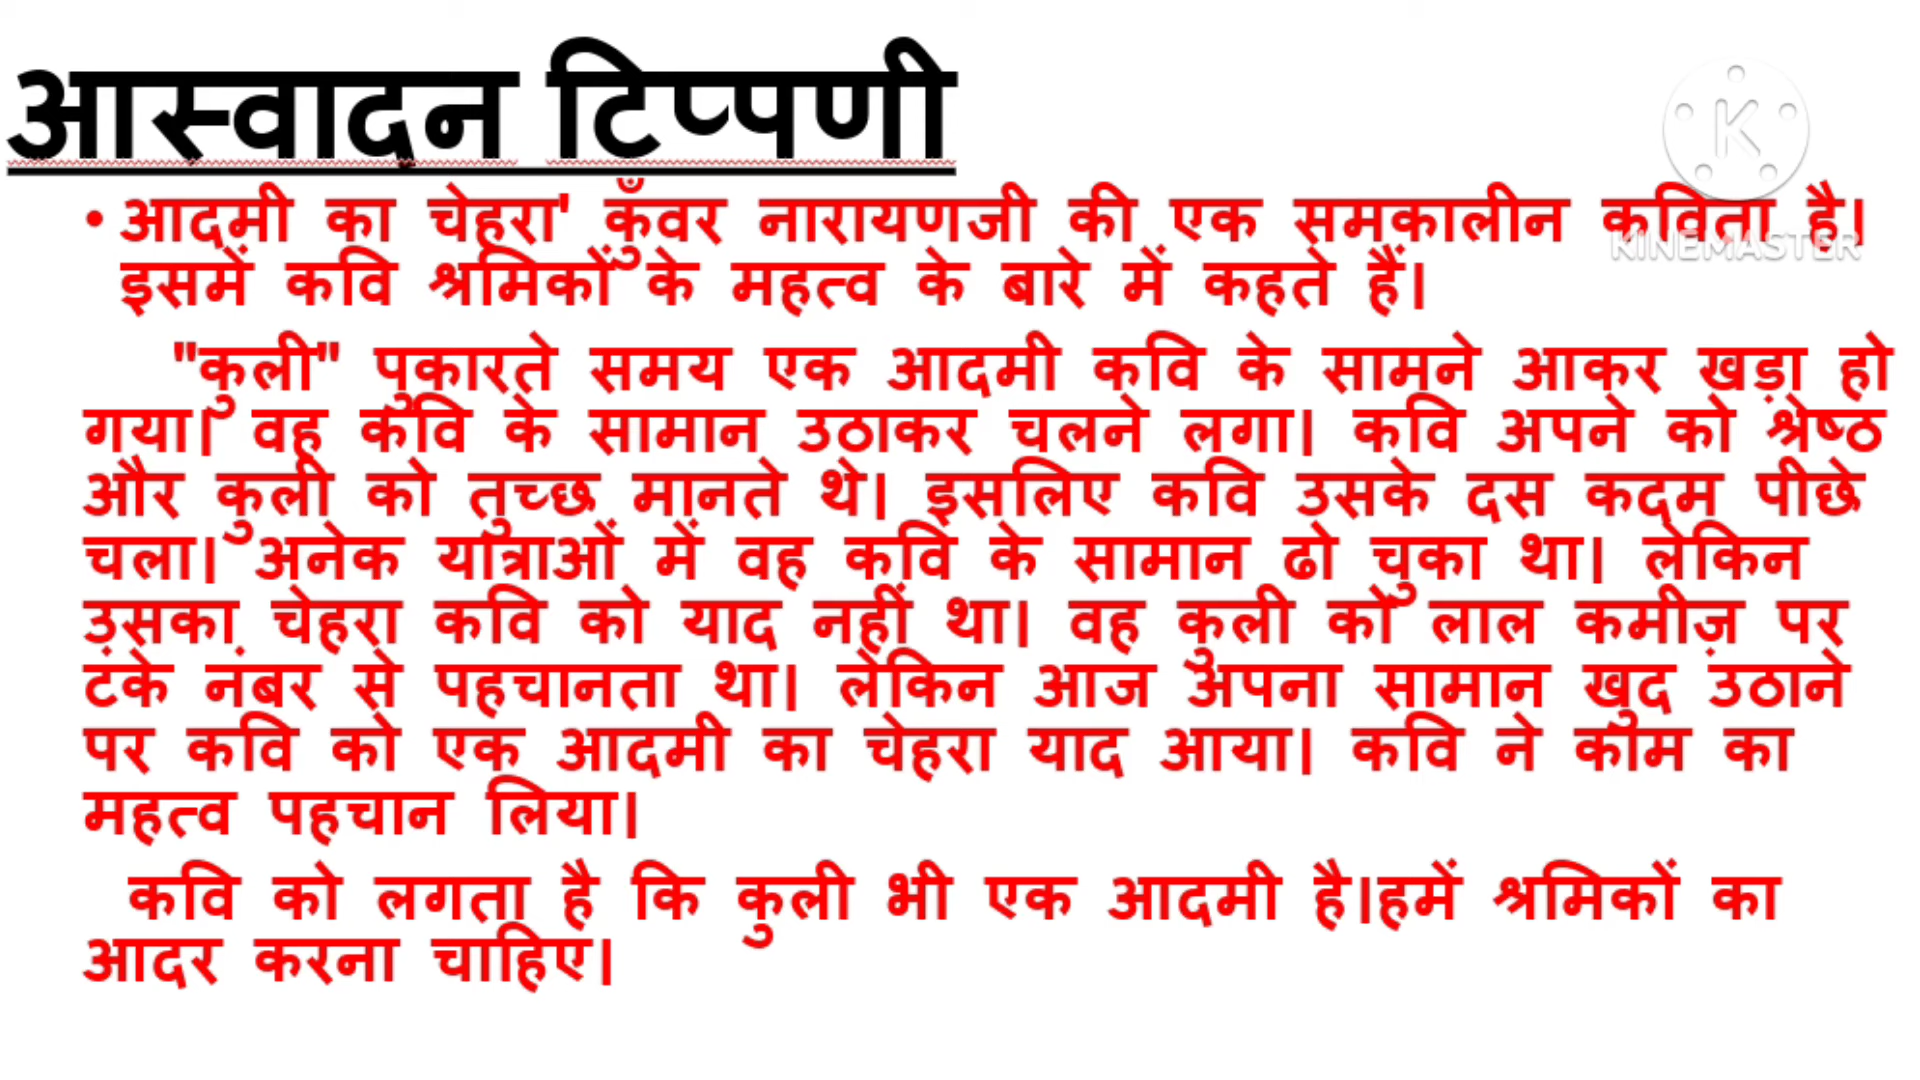 आस्वादन टिप्पणी
K
• आदमी का चेहरा' कुँवर नारायणजी की एक समकालीन कविता है।
KINEMASTER
इसमें कवि श्रमिकों के महत्व के बारे में कहते हैं।
"कुली" पुकारते समय एक आदमी कवि के सामने आकर खड़ा हो
गया। वह कवि के सामान उठाकर चलने लगा। कवि अपने को श्रेष्ठ
और कुली को तुच्छ मानते थे। इसलिए कवि उसके दस कदम पीछे
चला। अनेक यात्राओं में वह कवि के सामान ढो चुका था। लेकिन
उसका चेहरा कवि को याद नहीं था। वह कुली को लाल कमीज़ पर
टंके नंबर से पहचानता था। लेकिन आज अपना सामान खुद उठाने
पर कवि को एक आदमी का चेहरा याद आया। कवि ने काम का
महत्व पहचान लिया।
कवि को लगता है कि कुली भी एक आदमी है।हमें श्रमिकों का
आदर करना चाहिए।